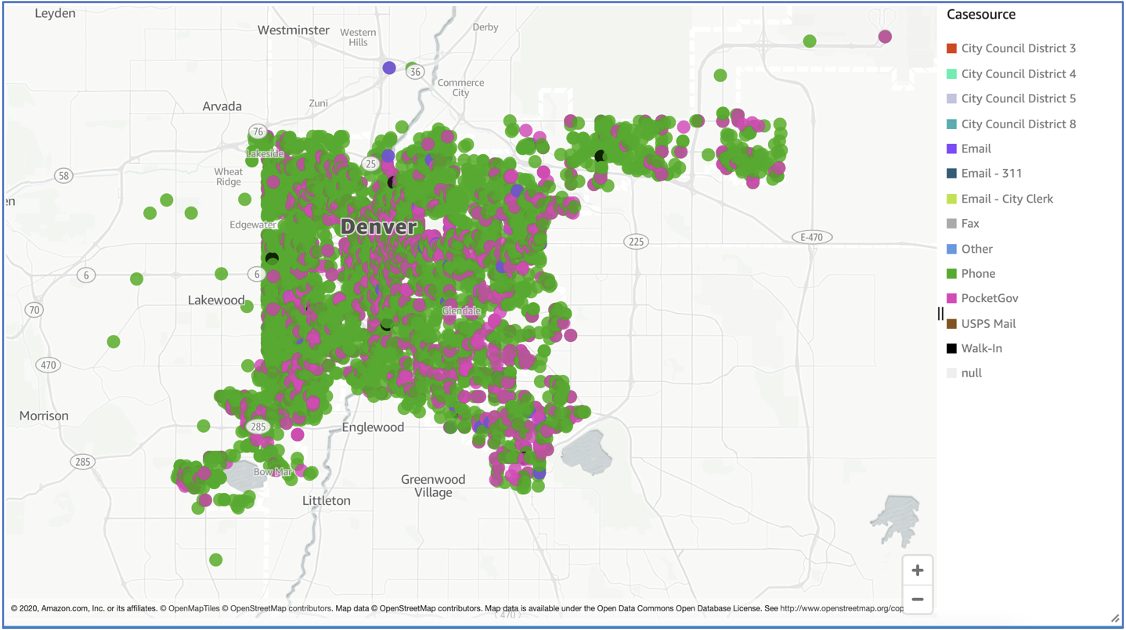 Leyden
Westminster
Western
Hills
Derby
36
Commerce
City
Arvada
Zuni
76
Lakeside
25
58
Wheat
Ridge
en
Edgewater
Denver
225
E-470
6
6
Lakewood
70
Glendale
470
Morrison
285
Englewood
285
Bow Mar
Greenwood
Village
Littleton
470
Casesource
City Council District 3
City Council District 4
City Council District 5
City Council District 8
Email
Email - 311
Email - City Clerk
Fax
Other
Phone
PocketGov
USPS Mail
Walk-In
null
+
−
© 2020, Amazon.com, Inc. or its affiliates. © OpenMapTiles © OpenStreetMap contributors. Map data © OpenStreetMap contributors. Map data is available under the Open Data Commons Open Database License. See http://www.openstreetmap.org/cop